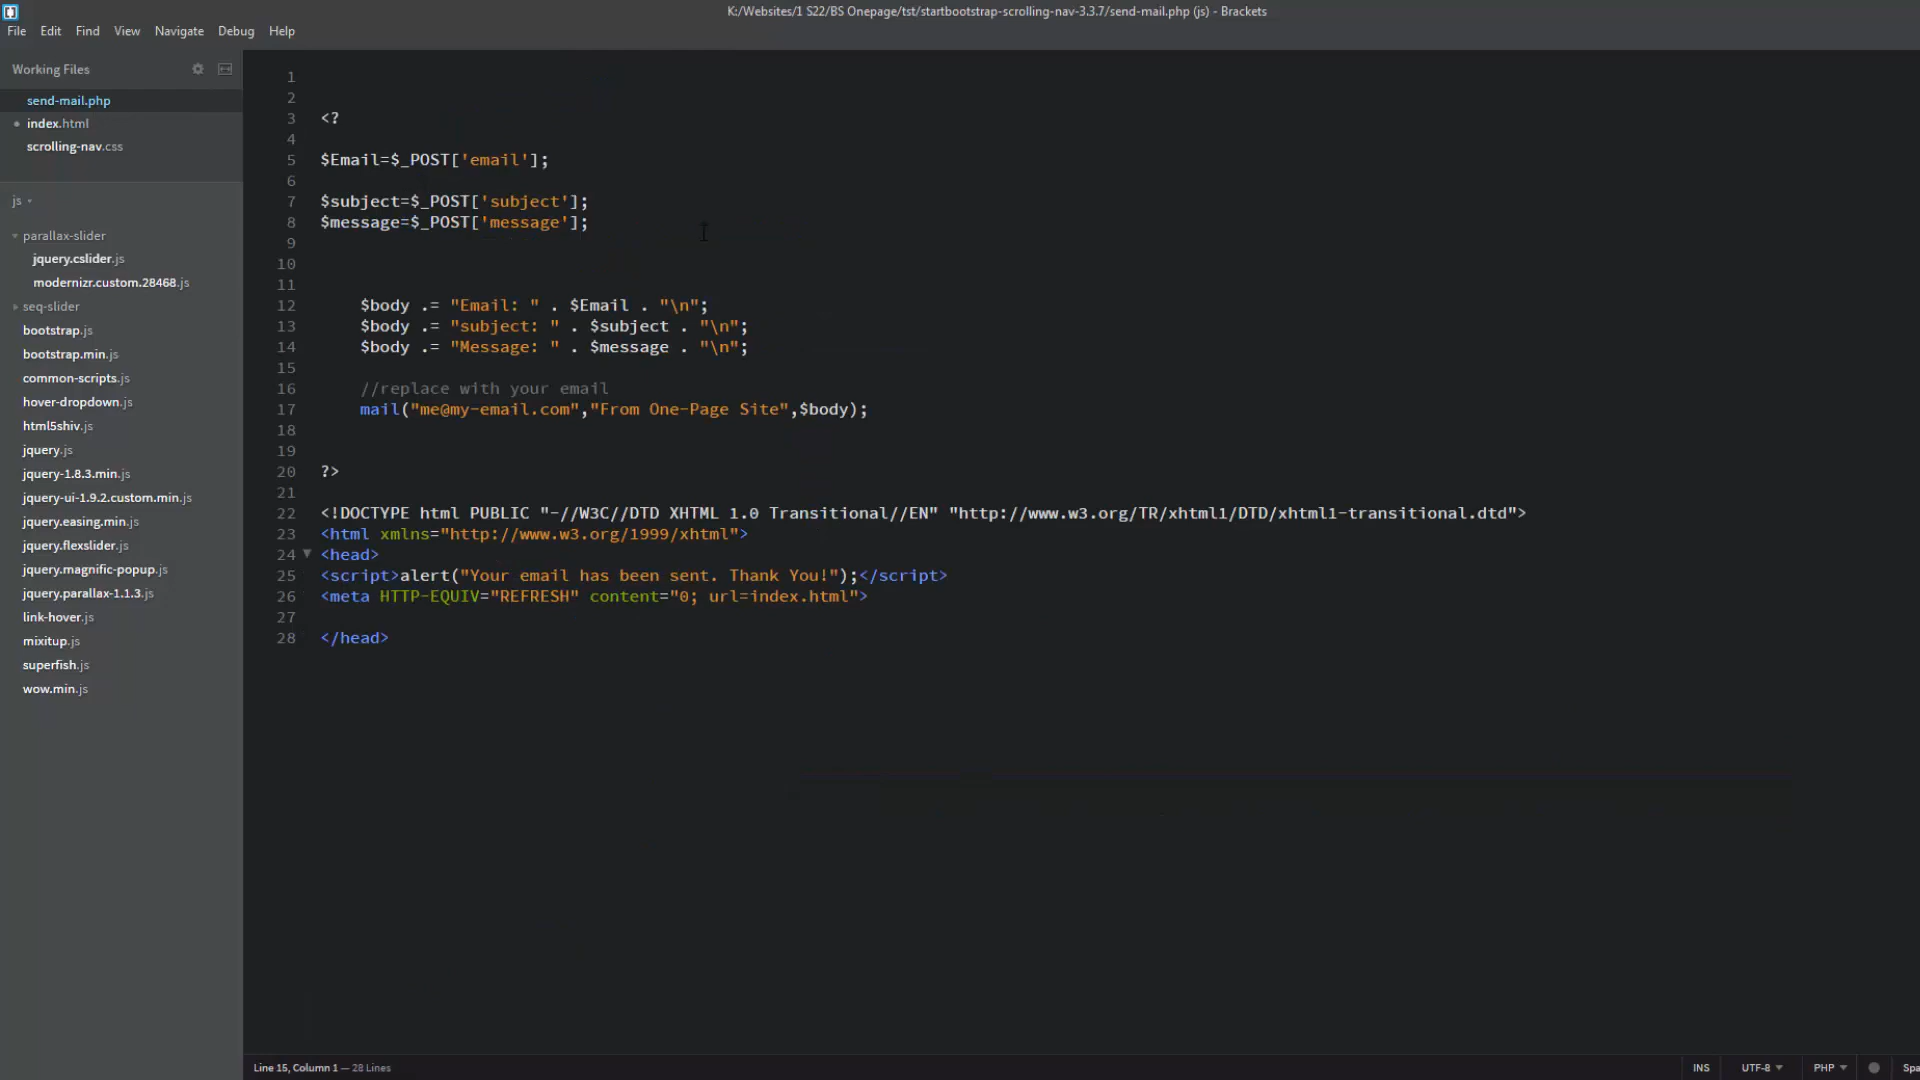 K:/Websites/1 S22/BS Onepage/tst/startbootstrap-scrolling-nav-3.3.7/send-mail.php (js) - Brackets
File Edit Find View Navigate Debug Help
Working Files
send-mail.php
index.html
scrolling-nav.css
js
parallax-slider
jquery.cslider.js
modernizr.custom.28468.js
seq-slider
bootstrap.js
bootstrap.min.js
common-scripts.js
hover-dropdown.js
html5shiv.js
jquery.js
jquery-1.8.3.min.js
jquery-ui-1.9.2.custom.min.js
jquery.easing.min.js
jquery.flexslider.js
jquery.magnific-popup.js
jquery.parallax-1.1.3.js
link-hover.js
mixitup.js
superfish.js
wow.min.js
1
2
3 <?
4
5 $Email=$_POST['email'];
6
7 $subject=$_POST['subject'];
8 $message=$_POST['message'];
9
10
11
12 $body .= "Email: " . $Email . "\n";
13 $body .= "subject: " . $subject . "\n";
14 $body .= "Message: " . $message . "\n";
15
16 //replace with your email
17 mail("me@my-email.com","From One-Page Site",$body);
18
19
20 ?>
21
22 <!DOCTYPE html PUBLIC "-//W3C//DTD XHTML 1.0 Transitional//EN" "http://www.w3.org/TR/xhtml1/DTD/xhtml1-transitional.dtd">
23 <html xmlns="http://www.w3.org/1999/xhtml">
24 <head>
25 <script>alert("Your email has been sent. Thank You!");</script>
26 <meta HTTP-EQUIV="REFRESH" content="0; url=index.html">
27
28 </head>
Line 15, Column 1 — 28 Lines
INS UTF-8 PHP Spa